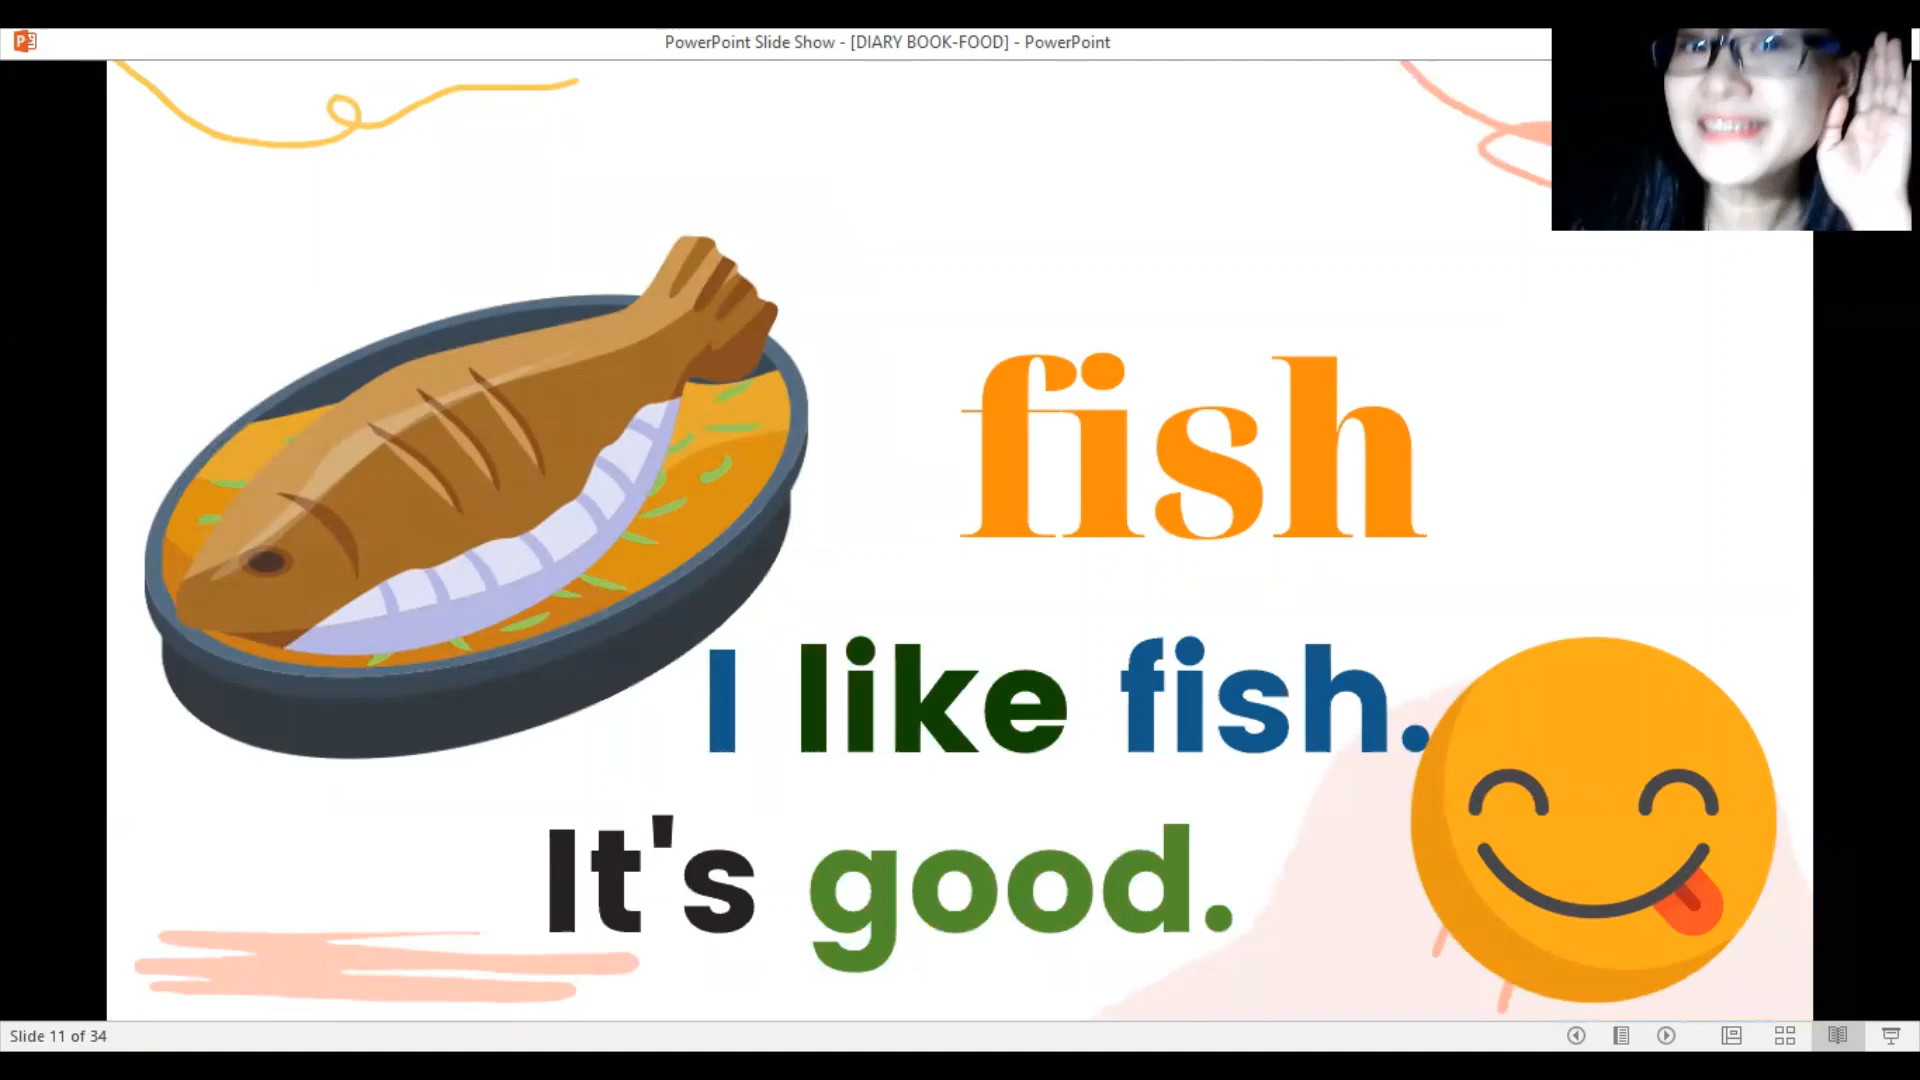 PowerPoint Slide Show - [DIARY BOOK-FOOD] - PowerPoint
fish
I like fish.
It's good.
Slide 11 of 34